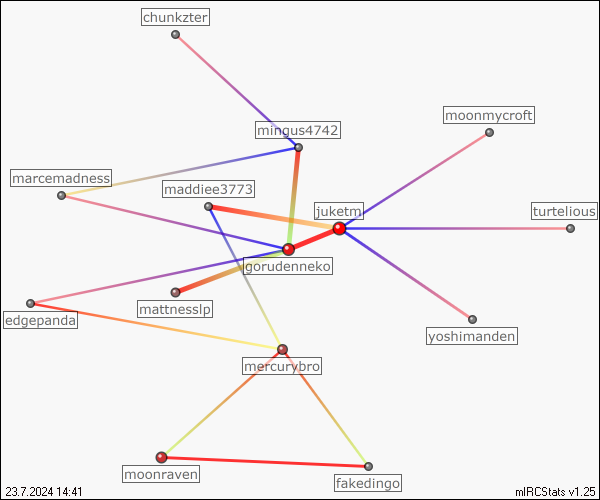 chunkzter
mingus4742
moonmycroft
marcemadness
maddiee3773
juketm
turtelious
gorudenneko
mattnesslp
edgepanda
yoshimanden
mercurybro
moonraven
fakedingo
23.7.2024 14:41
mIRCStats v1.25